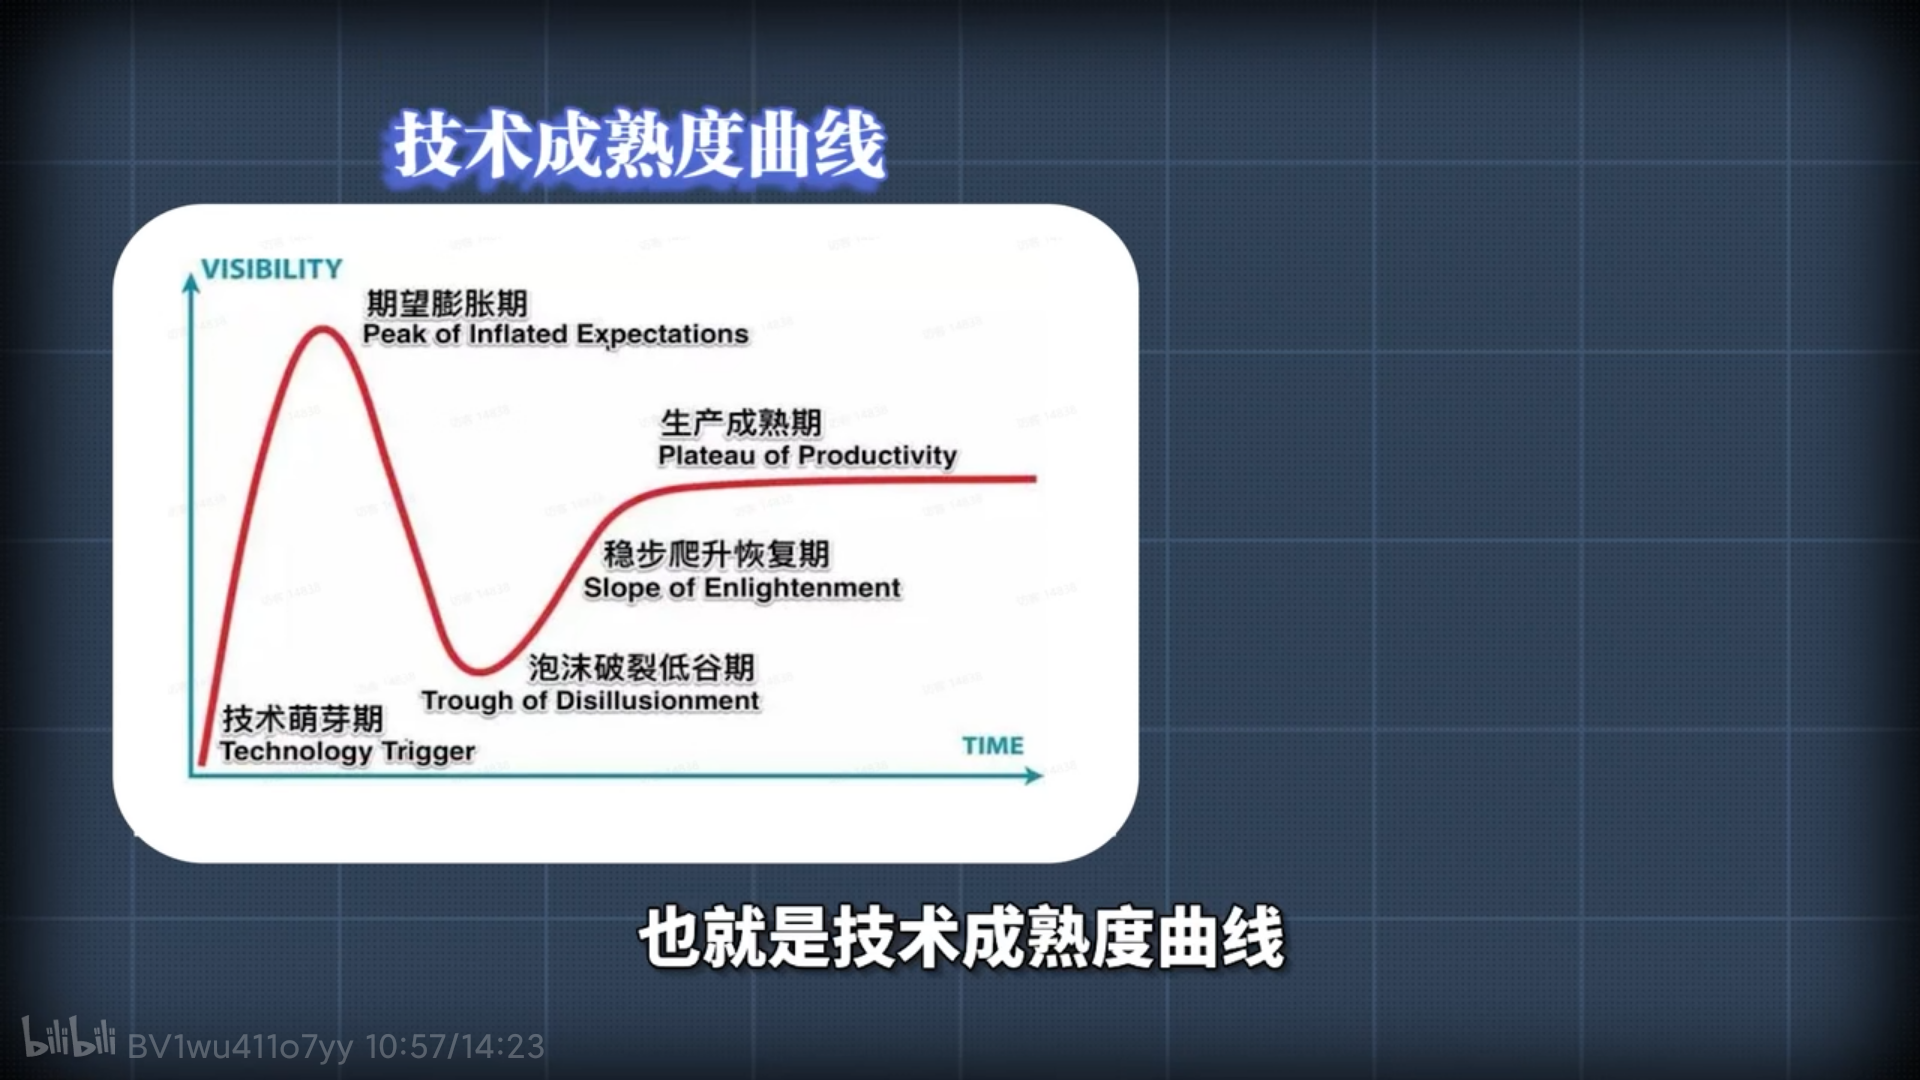 技术成熟度曲线
VISIBILITY
期望膨胀期
Peak of Inflated Expectations
生产成熟期
Plateau of Productivity
稳步爬升恢复期
Slope of Enlightenment
泡沫破裂低谷期
Trough of Disillusionment
技术萌芽期
Technology Trigger
TIME
也就是技术成熟度曲线
bilibili BV1wu411o7yy 10:57/14:23